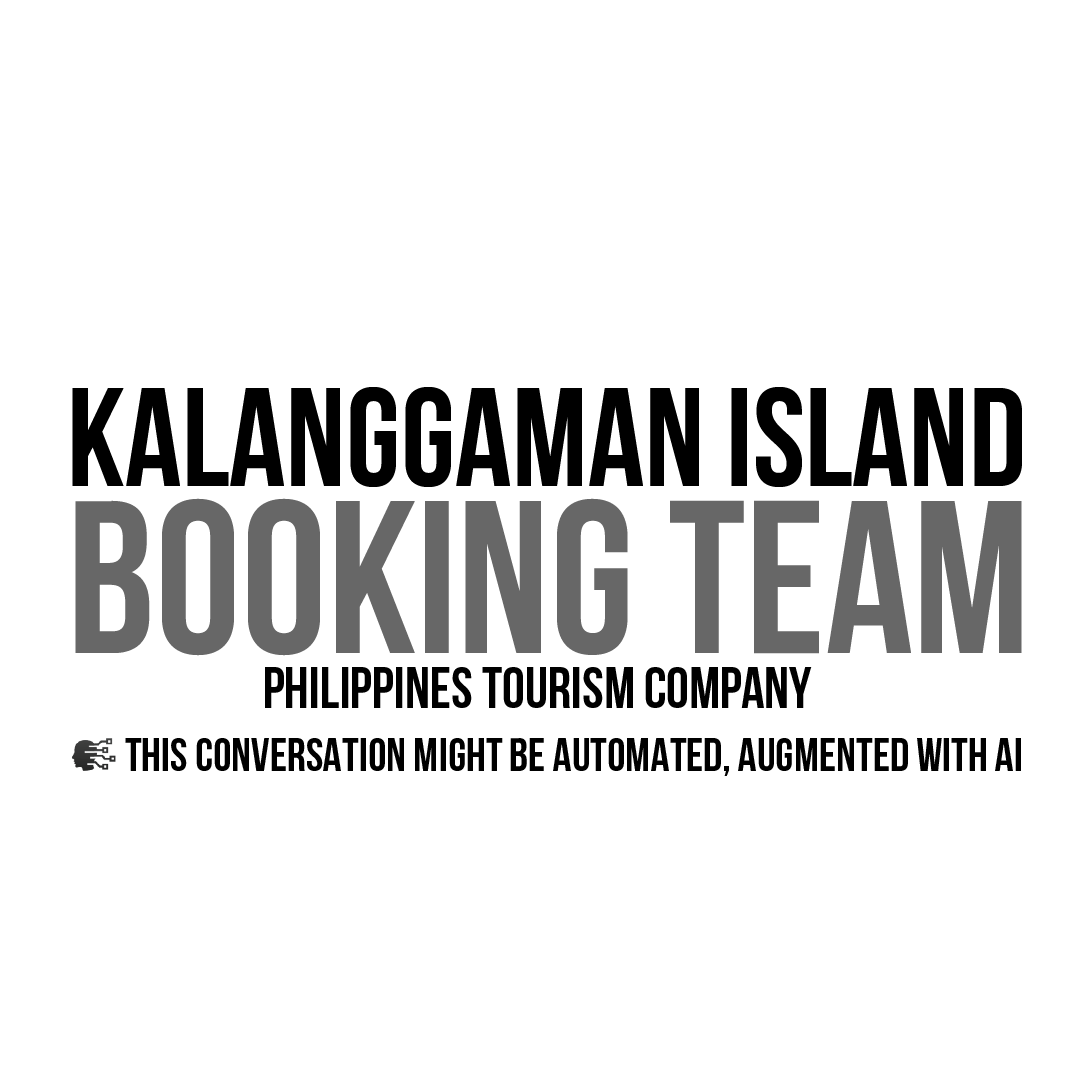 KALANGGAMAN ISLAND
BOOKING TEAM
PHILIPPINES TOURISM COMPANY
THIS CONVERSATION MIGHT BE AUTOMATED, AUGMENTED WITH AI